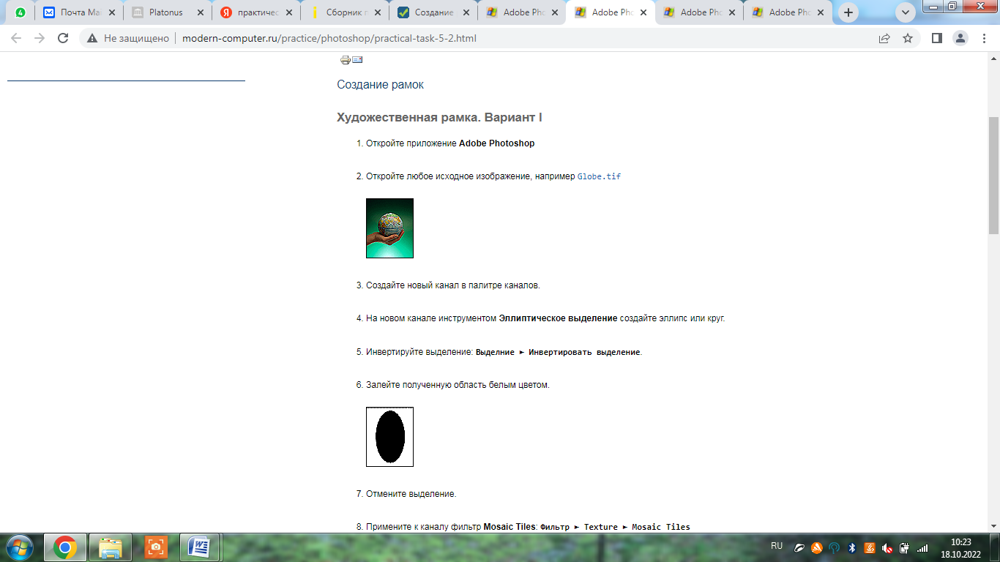 4 Почта Mai Platonus практичес Сборник п Создание Adobe Pho Adobe Pho Adobe Pho Adobe Pho
Не защищено modern-computer.ru/practice/photoshop/practical-task-5-2.html
Создание рамок
Художественная рамка. Вариант I
1. Откройте приложение Adobe Photoshop
2. Откройте любое исходное изображение, например Globe.tif
3. Создайте новый канал в палитре каналов.
4. На новом канале инструментом Эллиптическое выделение создайте эллипс или круг.
5. Инвертируйте выделение: Выделние ► Инвертировать выделение.
6. Залейте полученную область белым цветом.
7. Отмените выделение.
8. Примените к каналу фильтр Mosaic Tiles: Фильтр ► Texture ► Mosaic Tiles
RU 10:23
18.10.2022